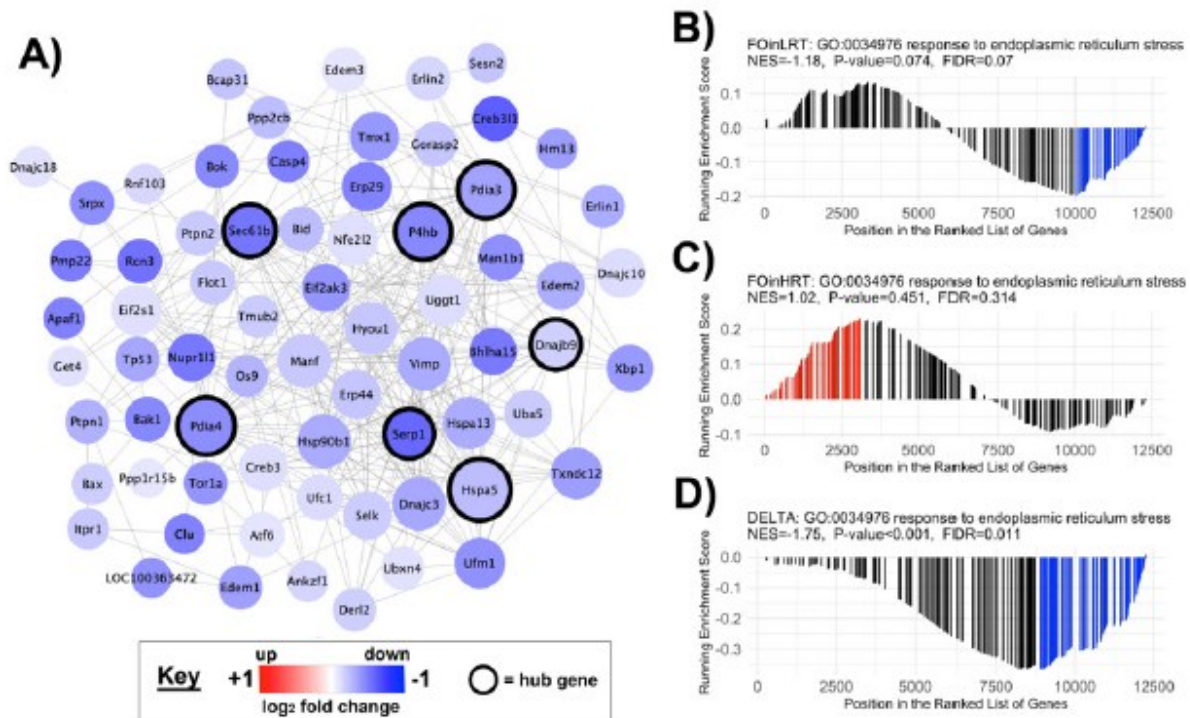 A)
Bcap31
Edem3
Erlin2
Sesn2
Ppp2cb
Creb3l1
Tmx1
Gorasp2
Hm13
Dnajc18
Rnf103
Bok
Casp4
Erp29
Pdia3
Srpx
Erlin1
Ptpn2
Sec61b
Bid
Nfe2l2
P4hb
Man1b1
Pmp22
Rcn3
Flot1
Eif2ak3
Edem2
Dnajc10
Uggt1
Apaf1
Eif2s1
Tmub2
Hyou1
Dnajb9
Get4
Tp53
Nupr1l1
Manf
Vimp
Bhlha15
Xbp1
Os9
Erp44
Uba5
Ptpn1
Bak1
Pdia4
Hsp90b1
Serp1
Hspa13
Bax
Ppp1r15b
Creb3
Txndc12
Tor1a
Ufc1
Hspa5
Itpr1
Clu
Atf6
Selk
Dnajc3
LOC100363472
Edem1
Ankzf1
Ubxn4
Ufm1
Derl2
Key
up
down
+1
-1
log2 fold change
= hub gene
B)
FOinLRT: GO:0034976 response to endoplasmic reticulum stress
NES=-1.18, P-value=0.074, FIDR=0.07
Running Enrichment Score
0.1
0.0
-0.1
-0.2
0 2500 5000 7500 10000 12500
Position in the Ranked List of Genes
C)
FOinHRT: GO:0034976 response to endoplasmic reticulum stress
NES=1.02, P-value=0.451, FDR=0.314
Running Enrichment Score
0.2
0.1
0.0
-0.1
0 2500 5000 7500 10000 12500
Position in the Ranked List of Genes
D)
DELTA: GO:0034976 response to endoplasmic reticulum stress
NES=-1.75, P-value<0.001, FIDR=0.011
Running Enrichment Score
0.0
-0.1
-0.2
-0.3
0 2500 5000 7500 10000 12500
Position in the Ranked List of Genes